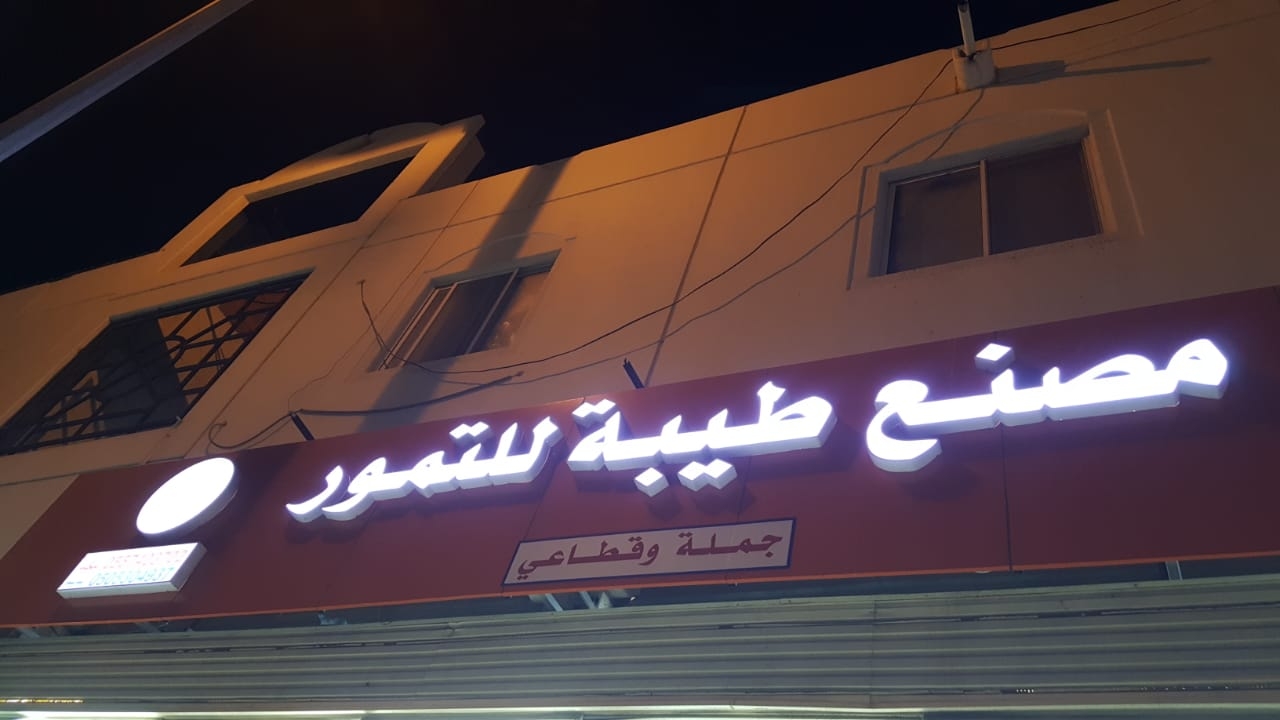 مصنع طيبة للتمور
جملة وقطاعي